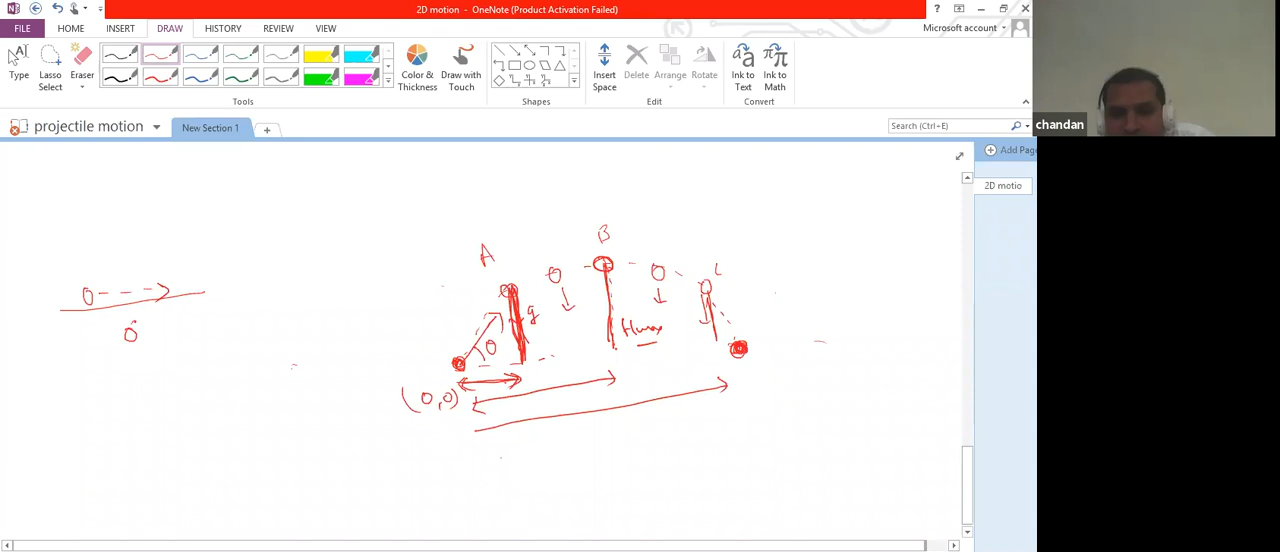 2D motion - OneNote (Product Activation Failed)
FILE HOME INSERT DRAW HISTORY REVIEW VIEW
Microsoft account
Type
Lasso Select
Eraser
Color & Thickness
Draw with Touch
Insert Space
Delete
Arrange
Rotate
Ink to Text
Ink to Math
Tools
Shapes
Edit
Convert
chandan
projectile motion
New Section 1
Search (Ctrl+E)
Add Pag
2D motio
A
B
g
θ
Hmax
(0,0)